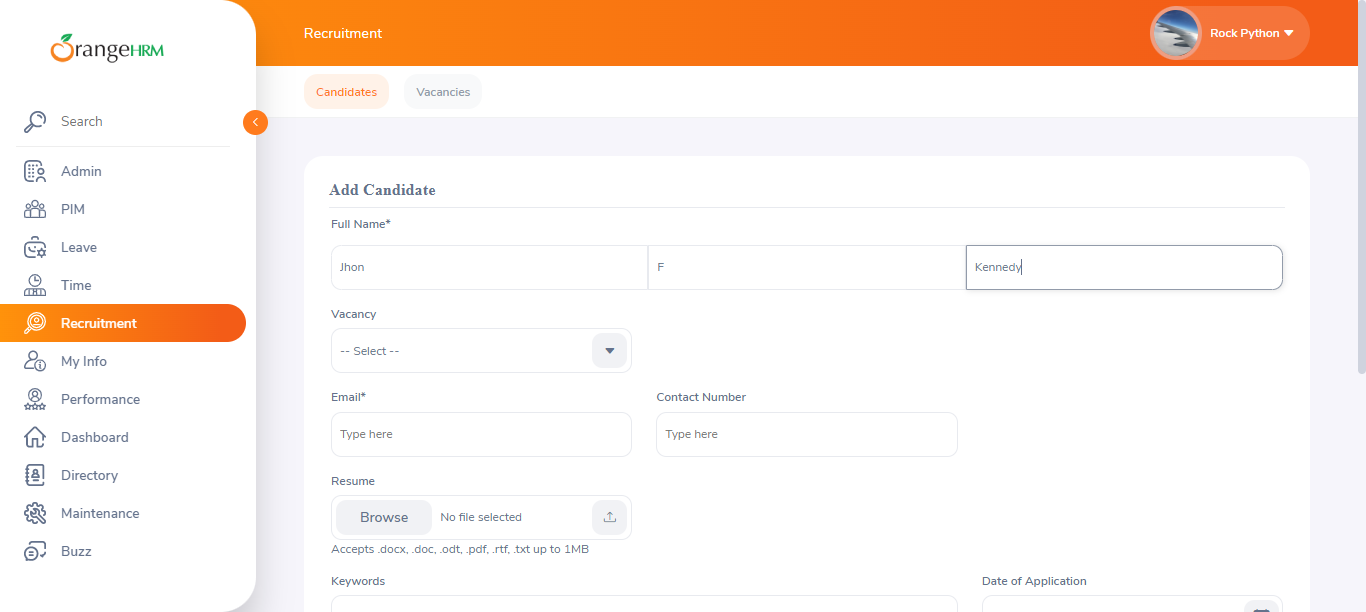 OrangeHRM
Recruitment
Rock Python
Candidates
Vacancies
Search
Admin
PIM
Leave
Time
Recruitment
My Info
Performance
Dashboard
Directory
Maintenance
Buzz
Add Candidate
Full Name*
Jhon
F
Kennedy
Vacancy
-- Select --
Email*
Contact Number
Type here
Type here
Resume
Browse
No file selected
Accepts .docx, .doc, .odt, .pdf, .rtf, .txt up to 1MB
Keywords
Date of Application